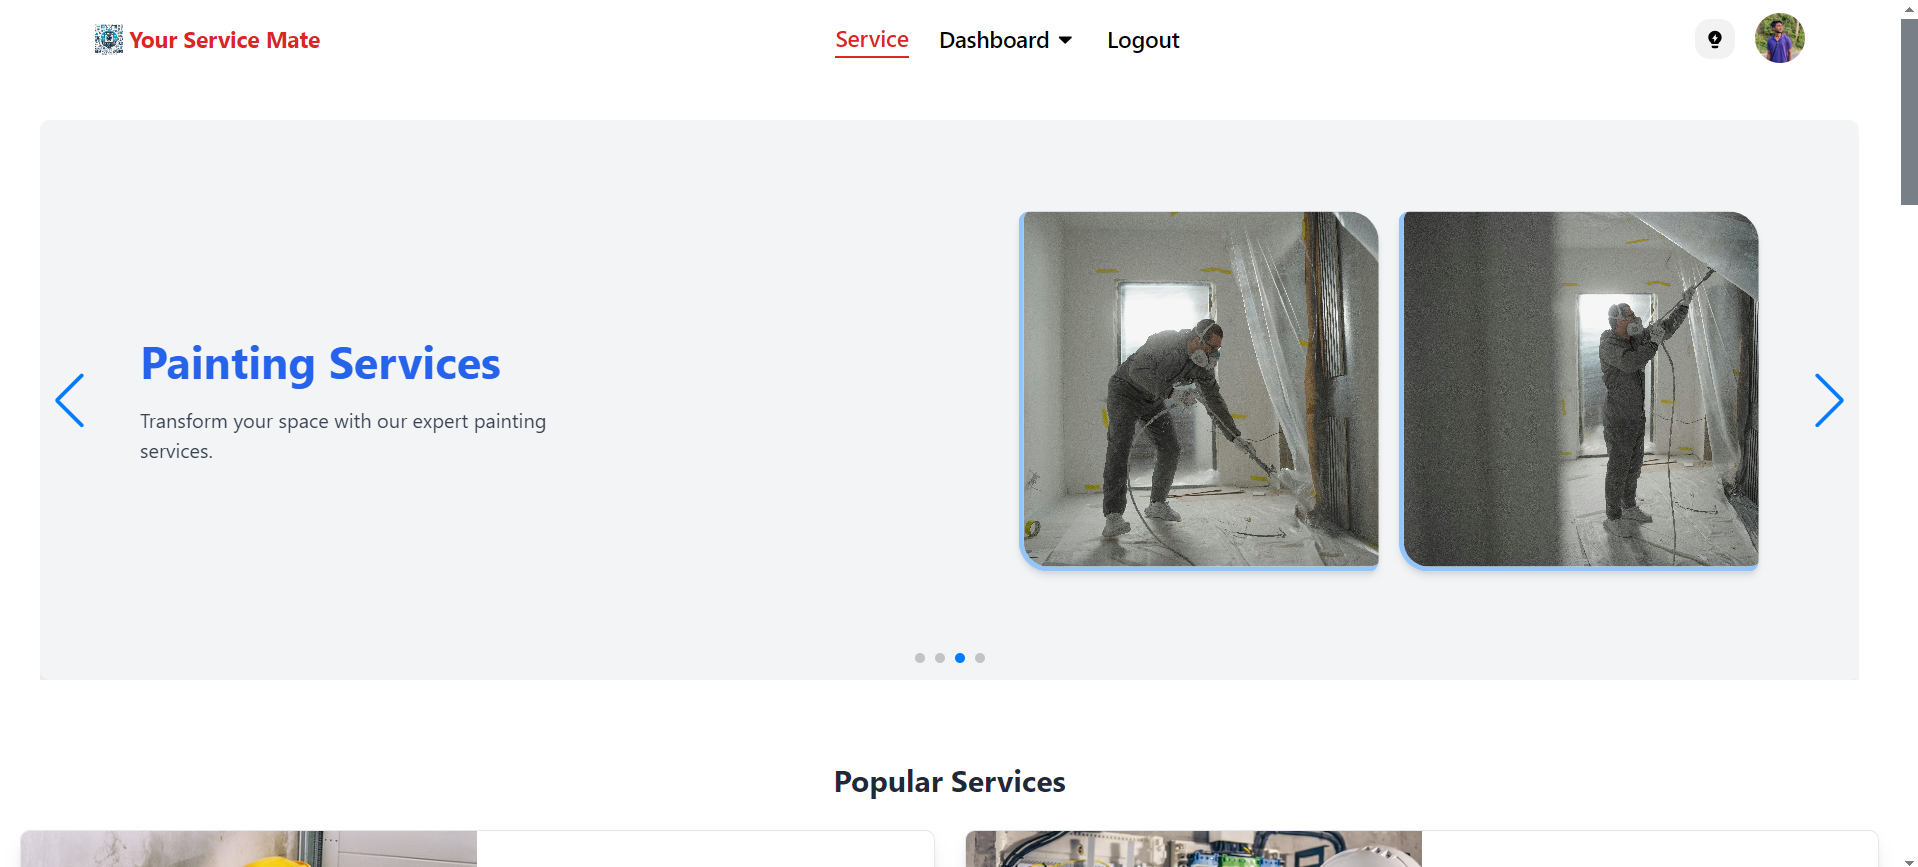 Your Service Mate
Service
Dashboard
Logout
Painting Services
Transform your space with our expert painting
services.
Popular Services